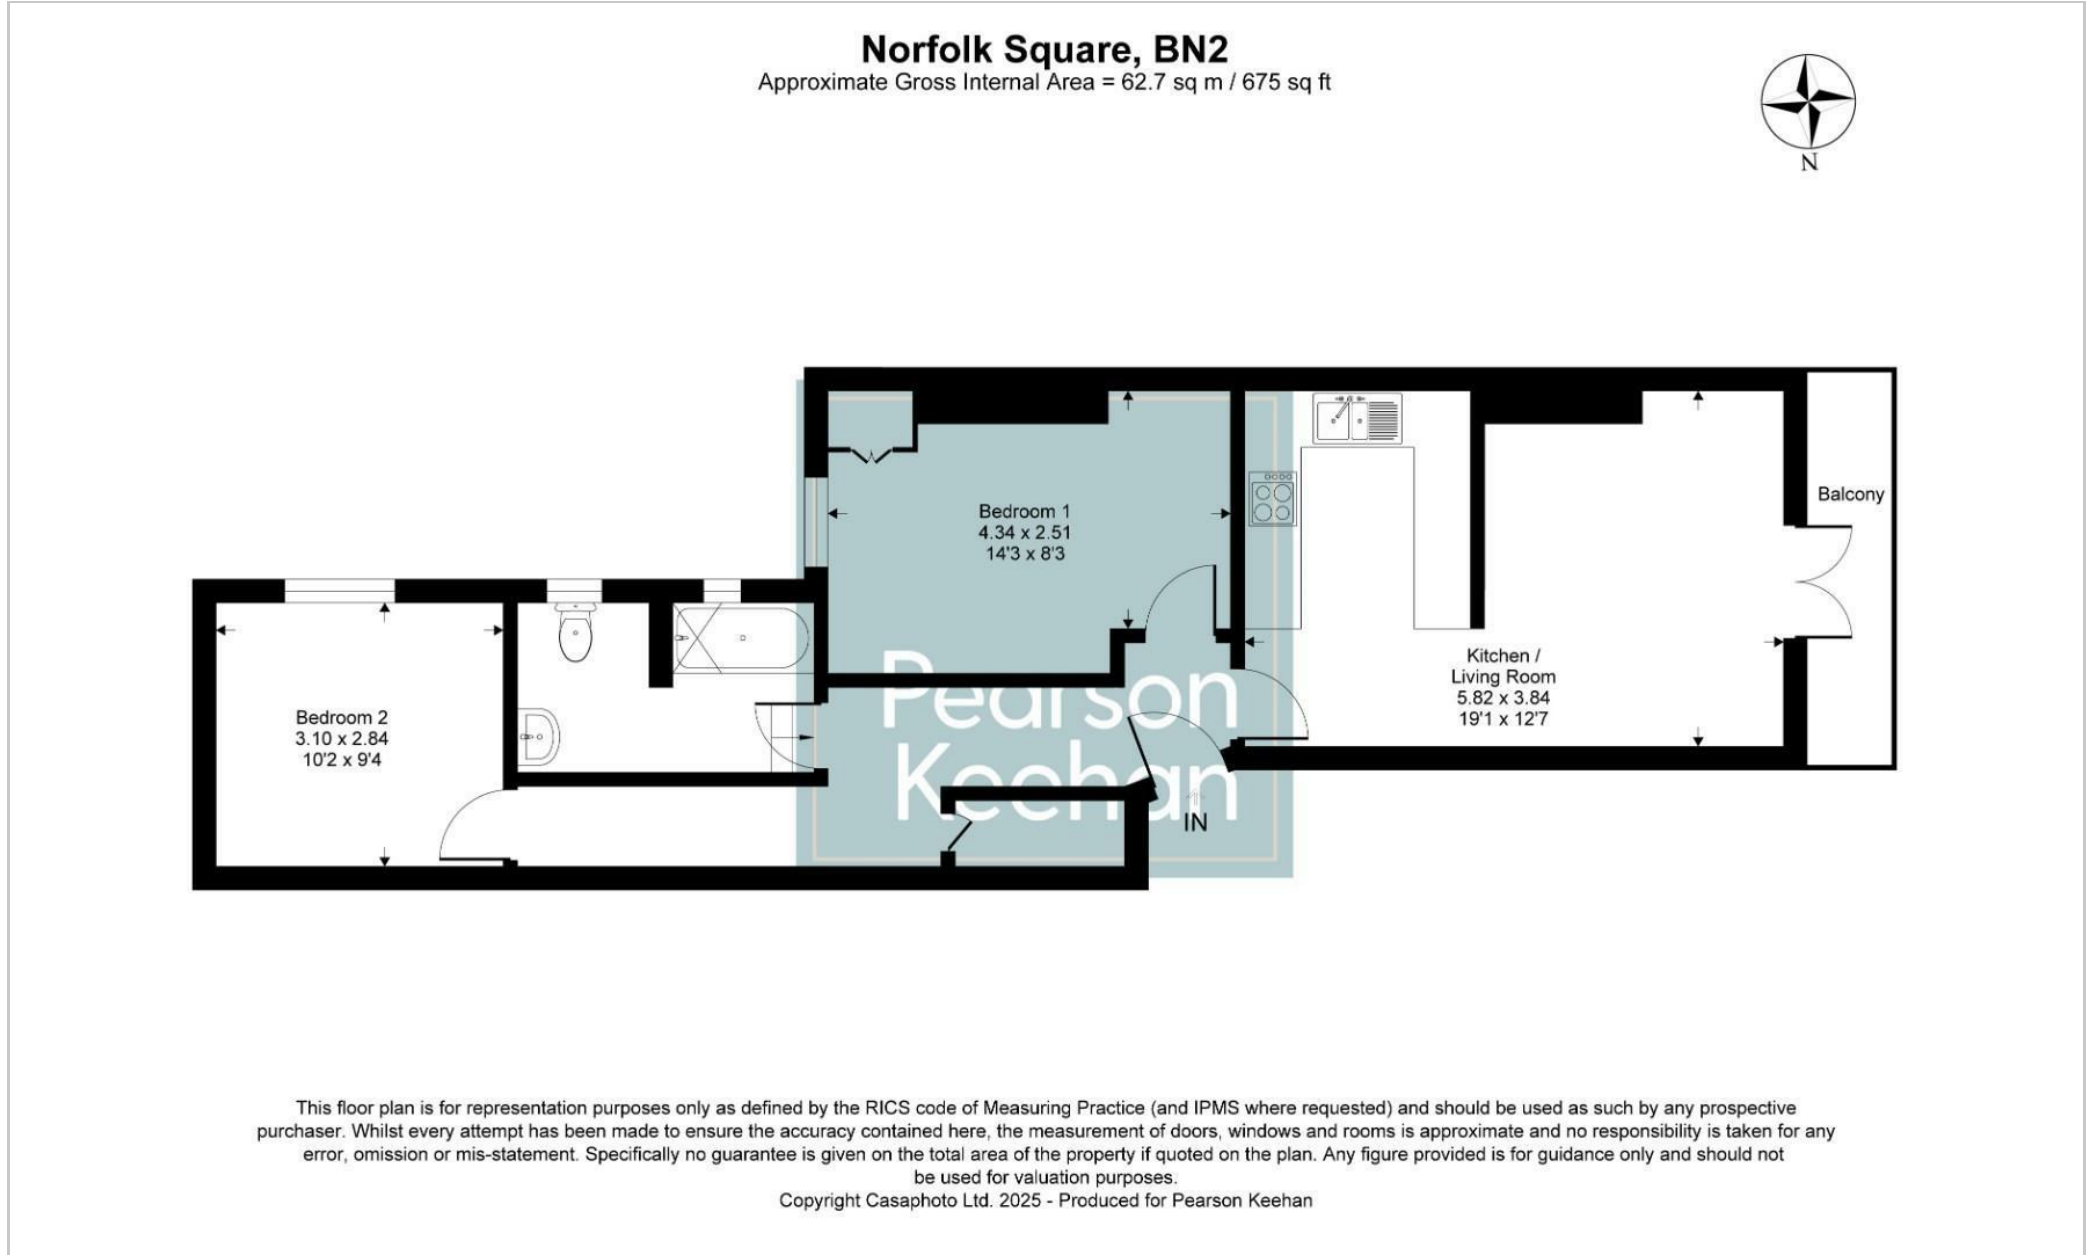 Norfolk Square, BN2
Approximate Gross Internal Area = 62.7 sq m / 675 sq ft
N
Balcony
Bedroom 1
4.34 x 2.51
14'3 x 8'3
Kitchen /
Living Room
5.82 x 3.84
19'1 x 12'7
Bedroom 2
3.10 x 2.84
10'2 x 9'4
Pearson
Keehan
IN
This floor plan is for representation purposes only as defined by the RICS code of Measuring Practice (and IPMS where requested) and should be used as such by any prospective
purchaser. Whilst every attempt has been made to ensure the accuracy contained here, the measurement of doors, windows and rooms is approximate and no responsibility is taken for any
error, omission or mis-statement. Specifically no guarantee is given on the total area of the property if quoted on the plan. Any figure provided is for guidance only and should not
be used for valuation purposes.
Copyright Casaphoto Ltd. 2025 - Produced for Pearson Keehan